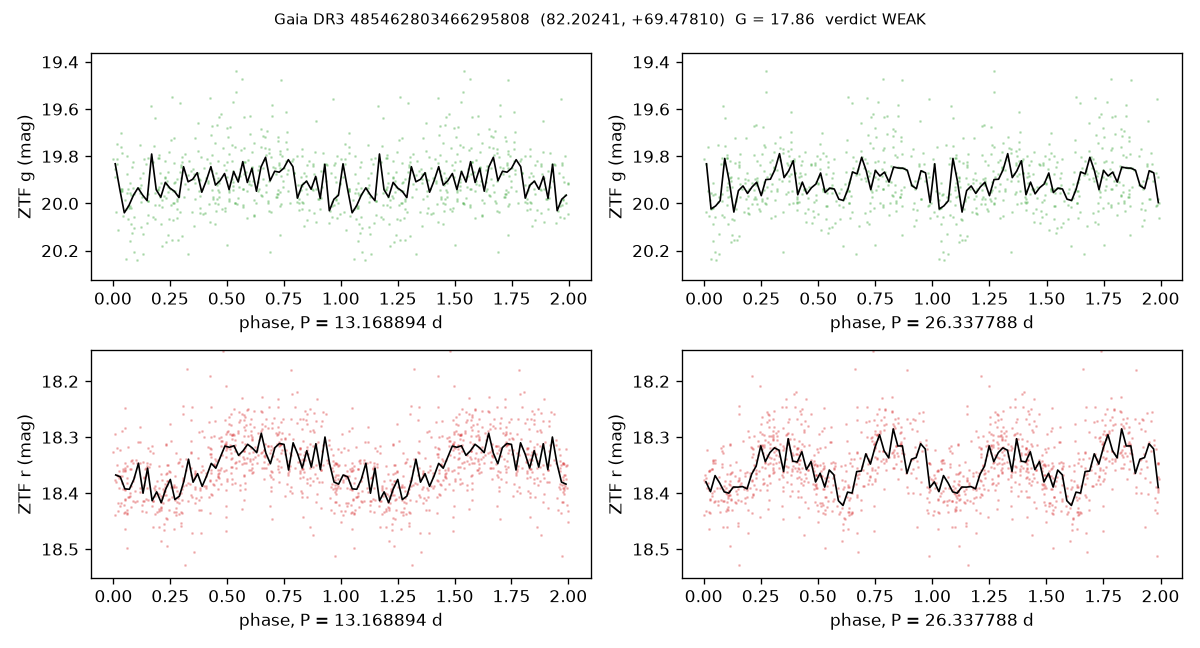 Gaia DR3 485462803466295808  (82.20241, +69.47810)  G = 17.86  verdict WEAK
ZTF g (mag)
19.4
19.6
19.8
20.0
20.2
0.00 0.25 0.50 0.75 1.00 1.25 1.50 1.75 2.00
phase, P = 13.168894 d
ZTF g (mag)
19.4
19.6
19.8
20.0
20.2
0.00 0.25 0.50 0.75 1.00 1.25 1.50 1.75 2.00
phase, P = 26.337788 d
ZTF r (mag)
18.2
18.3
18.4
18.5
0.00 0.25 0.50 0.75 1.00 1.25 1.50 1.75 2.00
phase, P = 13.168894 d
ZTF r (mag)
18.2
18.3
18.4
18.5
0.00 0.25 0.50 0.75 1.00 1.25 1.50 1.75 2.00
phase, P = 26.337788 d